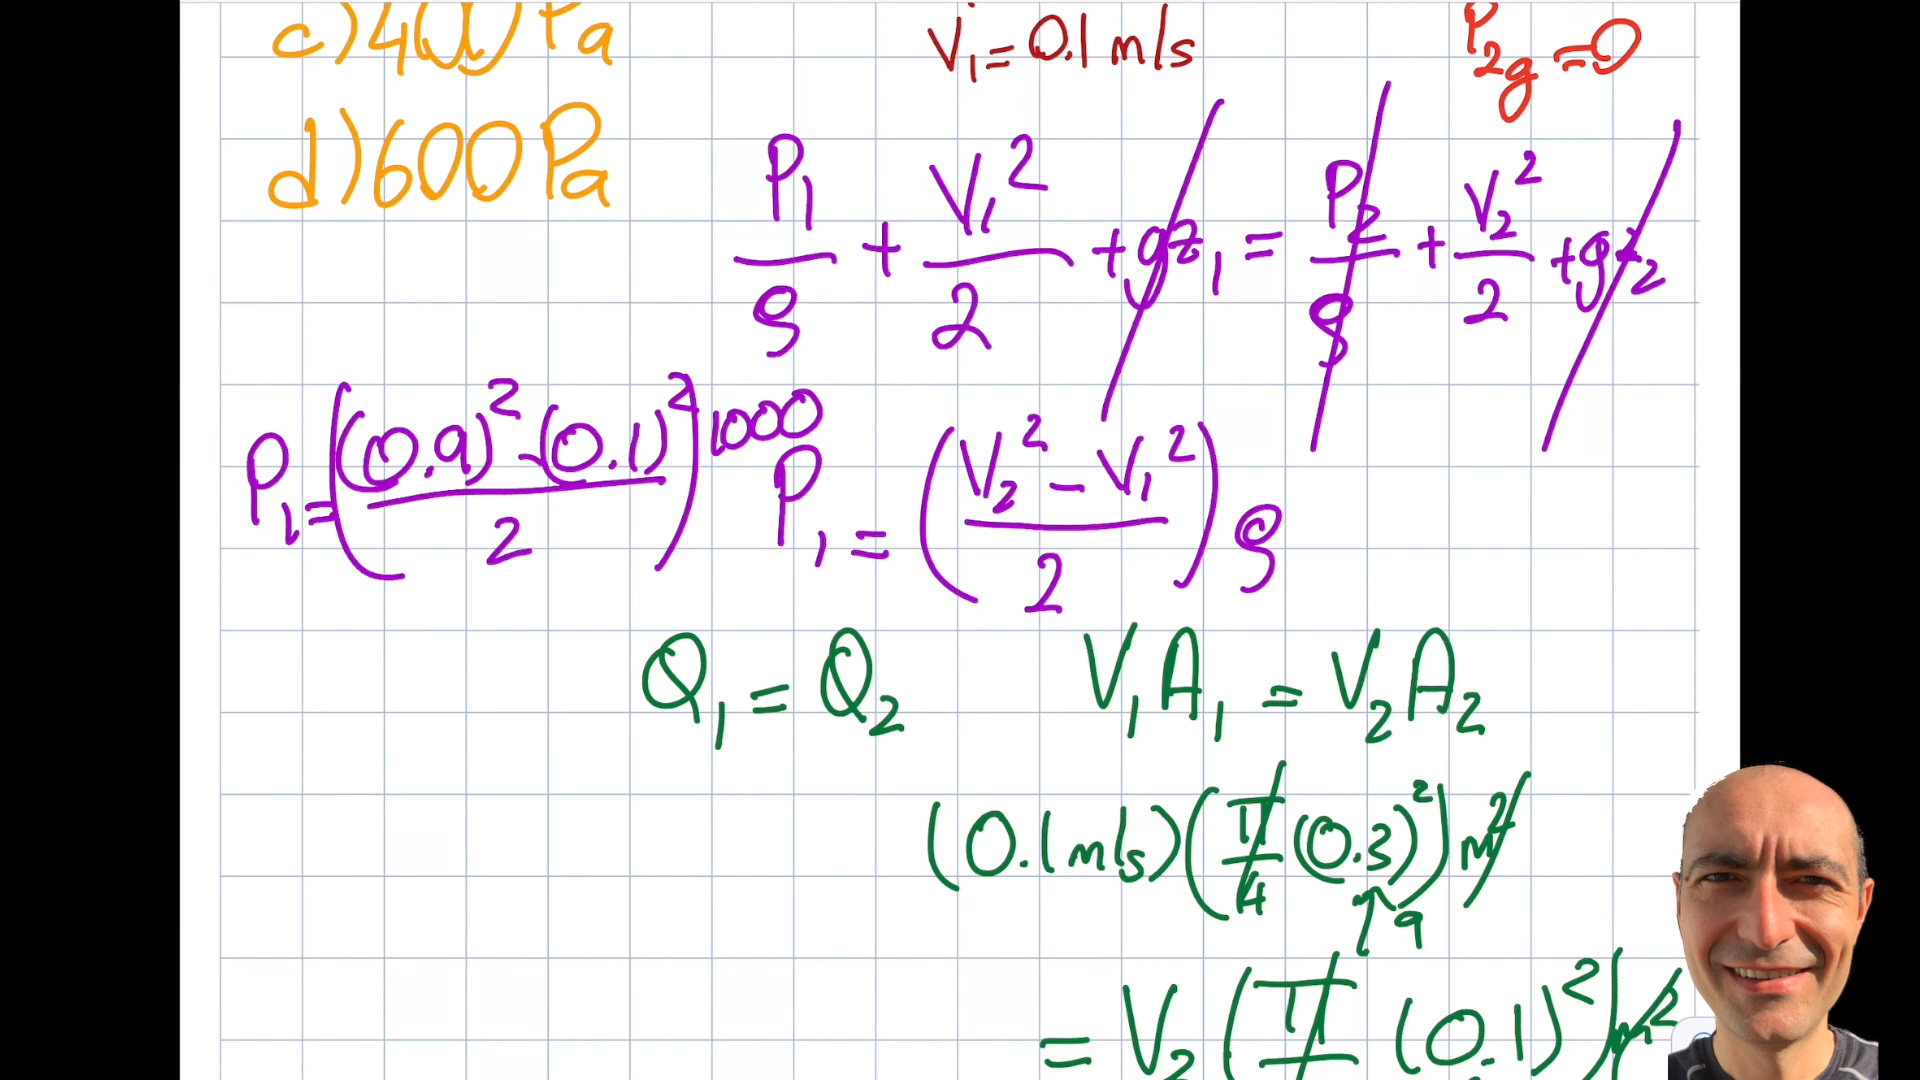 c) 400 Pa
V₁ = 0.1 m/s
P₂g = 0
d) 600 Pa
P₁/ρ + V₁²/2 + gz₁ = P₂/ρ + V₂²/2 + gz₂
P₁ = (((0.9)² - (0.1)²)/2) 1000
P₁ = ((V₂² - V₁²)/2) ρ
Q₁ = Q₂
V₁A₁ = V₂A₂
(0.1 m/s)(π/4 (0.3)²) m²
9
= V₂ (π (0.1)²) m²